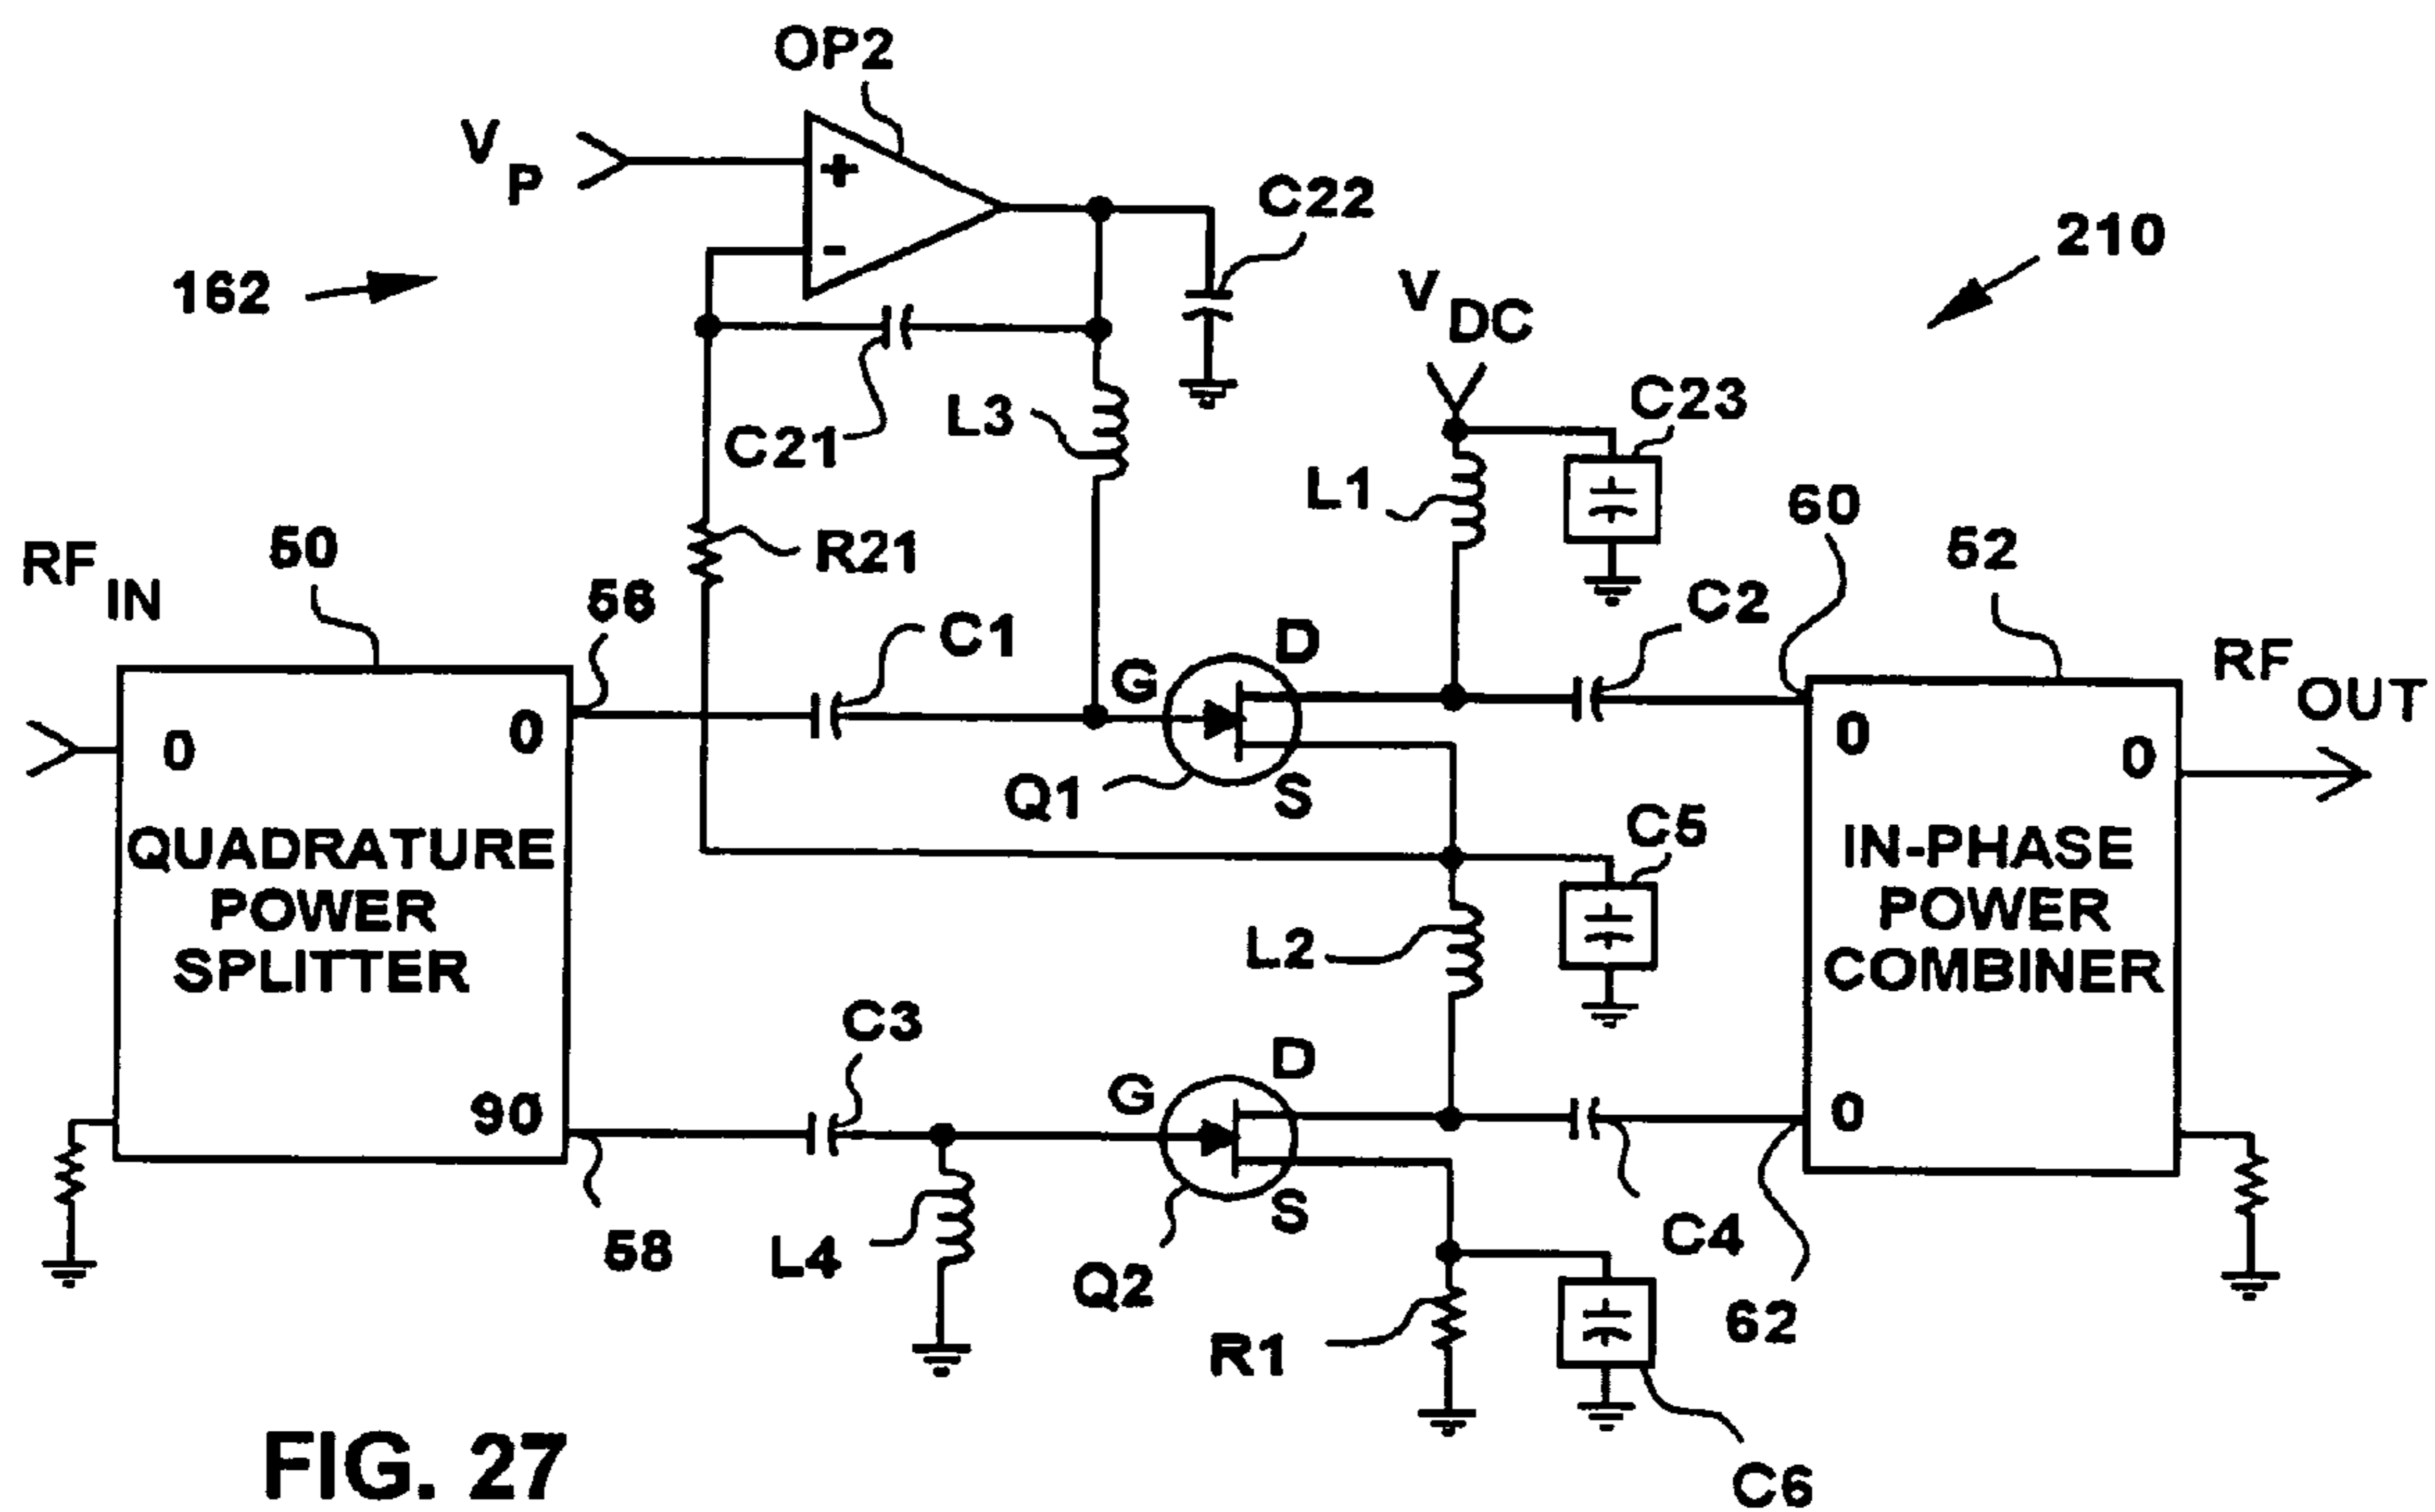 OP2
V P
+
-
C22
210
162
V DC
C21
L3
C23
L1
60
RF IN
50
56
R21
C1
C2
52
RF OUT
G
D
Q1
S
0
0
0
0
QUADRATURE
POWER
SPLITTER
C5
IN-PHASE
POWER
COMBINER
L2
C3
G
D
90
0
58
L4
Q2
S
C4
62
R1
C6
FIG. 27